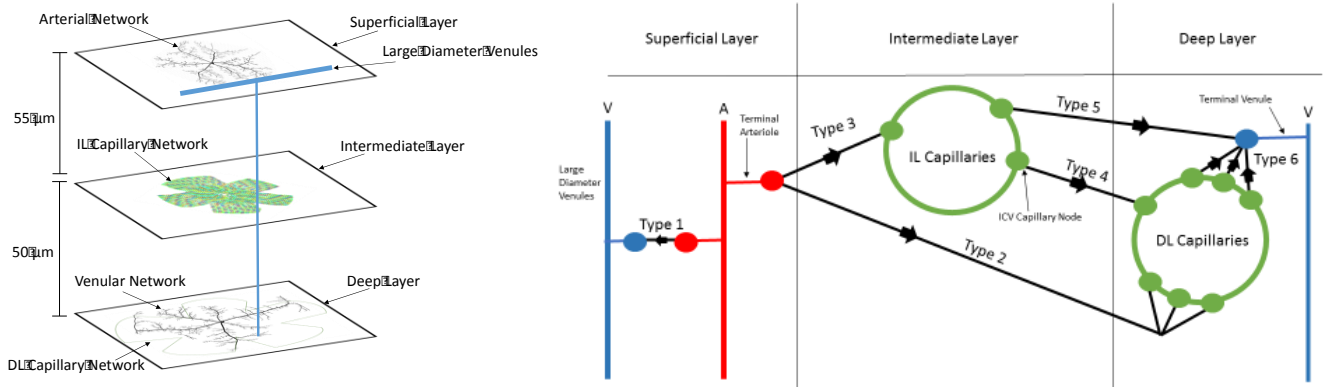 Arterial Network
Superficial Layer
Large Diameter Venules
55 µm
IL Capillary Network
Intermediate Layer
50 µm
Venular Network
Deep Layer
DL Capillary Network
Superficial Layer
Intermediate Layer
Deep Layer
V
A
Terminal
Arteriole
Type 3
Type 5
Terminal Venule
V
IL Capillaries
Type 4
Type 6
Large
Diameter
Venules
ICV Capillary Node
Type 1
Type 2
DL Capillaries